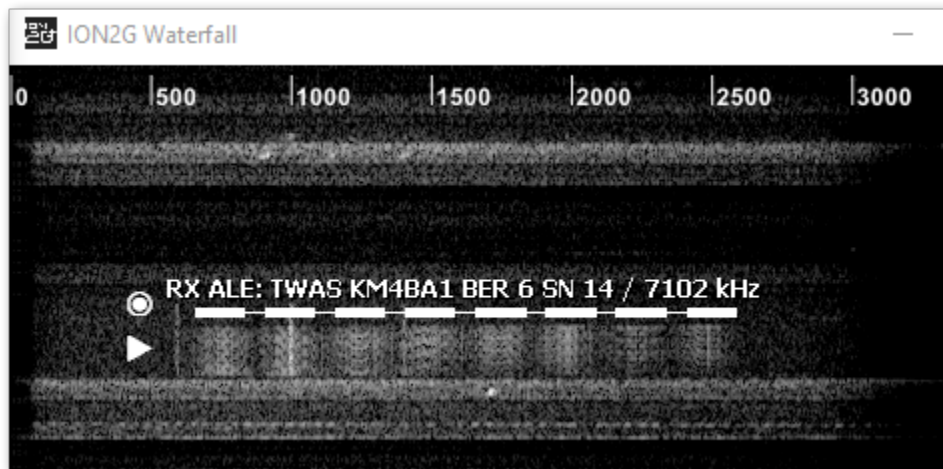 ION2G Waterfall
0 500 1000 1500 2000 2500 3000
RX ALE: TWAS KM4BA1 BER 6 SN 14 / 7102 kHz